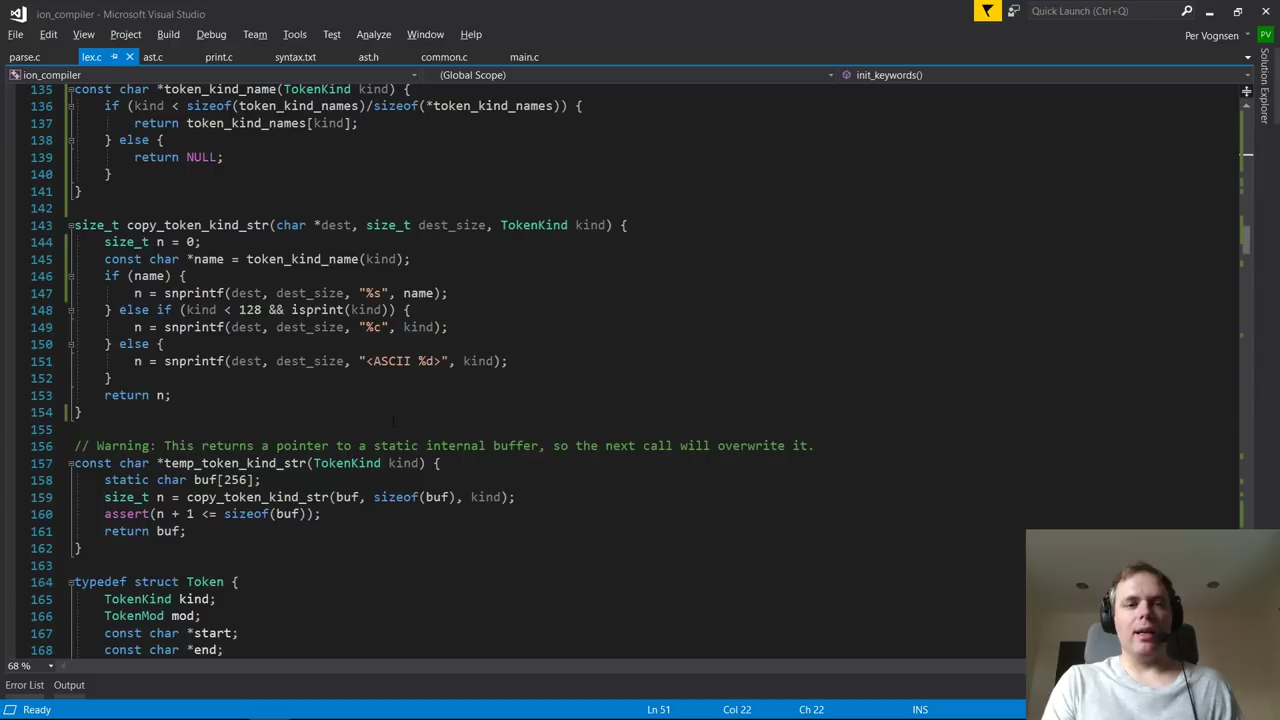 ion_compiler - Microsoft Visual Studio
Quick Launch (Ctrl+Q)
File Edit View Project Build Debug Team Tools Test Analyze Window Help
Per Vognsen PV
parse.c lex.c ast.c print.c syntax.txt ast.h common.c main.c
ion_compiler (Global Scope) init_keywords()
Solution Explorer
135 const char *token_kind_name(TokenKind kind) {
136 if (kind < sizeof(token_kind_names)/sizeof(*token_kind_names)) {
137 return token_kind_names[kind];
138 } else {
139 return NULL;
140 }
141 }
142
143 size_t copy_token_kind_str(char *dest, size_t dest_size, TokenKind kind) {
144 size_t n = 0;
145 const char *name = token_kind_name(kind);
146 if (name) {
147 n = snprintf(dest, dest_size, "%s", name);
148 } else if (kind < 128 && isprint(kind)) {
149 n = snprintf(dest, dest_size, "%c", kind);
150 } else {
151 n = snprintf(dest, dest_size, "<ASCII %d>", kind);
152 }
153 return n;
154 }
155
156 // Warning: This returns a pointer to a static internal buffer, so the next call will overwrite it.
157 const char *temp_token_kind_str(TokenKind kind) {
158 static char buf[256];
159 size_t n = copy_token_kind_str(buf, sizeof(buf), kind);
160 assert(n + 1 <= sizeof(buf));
161 return buf;
162 }
163
164 typedef struct Token {
165 TokenKind kind;
166 TokenMod mod;
167 const char *start;
168 const char *end;
68 %
Error List Output
Ready Ln 51 Col 22 Ch 22 INS